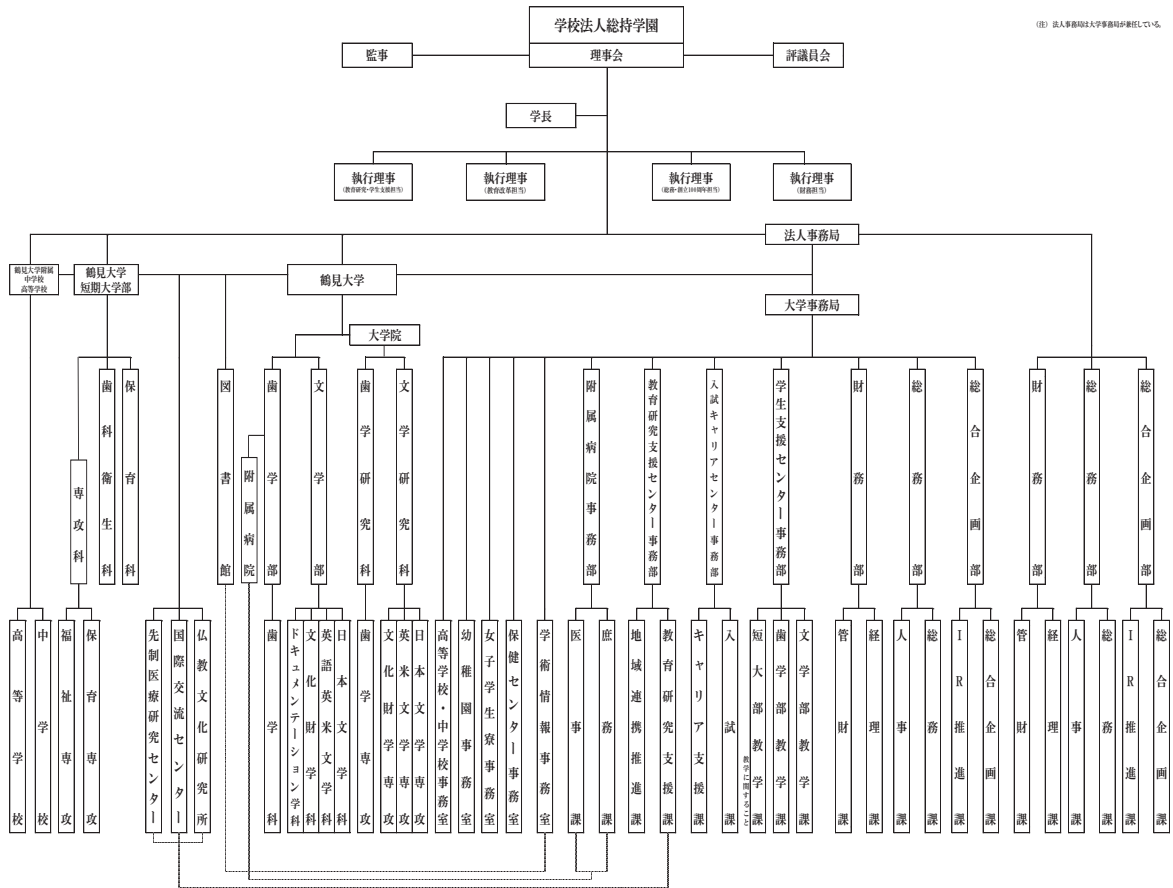 学校法人総持学園
(注) 法人事務局は大学事務局が兼任している。
監事
理事会
評議員会
学長
執行理事
(教育研究・学生支援担当)
執行理事
(教育改革担当)
執行理事
(総務・創立100周年担当)
執行理事
(財務担当)
法人事務局
鶴見大学附属
中学校
高等学校
鶴見大学
短期大学部
鶴見大学
大学事務局
大学院
専攻科
歯科衛生科
保育科
図書館
附属病院
歯学部
文学部
歯学研究科
文学研究科
附属病院事務部
教育研究支援センター事務部
入試キャリアセンター事務部
学生支援センター事務部
財務部
総務部
総合企画部
財務部
総務部
総合企画部
高等学校
中学校
福祉専攻
保育専攻
先制医療研究センター
国際交流センター
仏教文化研究所
歯学科
ドキュメンテーション学科
文化財学科
英語英米文学科
日本文学科
歯学専攻
文化財学専攻
英米文学専攻
日本文学専攻
高等学校・中学校事務室
幼稚園事務室
女子学生寮事務室
保健センター事務室
学術情報事務室
医事課
庶務課
地域連携推進課
教育研究支援課
キャリア支援課
入試課
短大部教学課
教学に関すること
歯学部教学課
文学部教学課
管財課
経理課
人事課
総務課
IR推進課
総合企画課
管財課
経理課
人事課
総務課
IR推進課
総合企画課